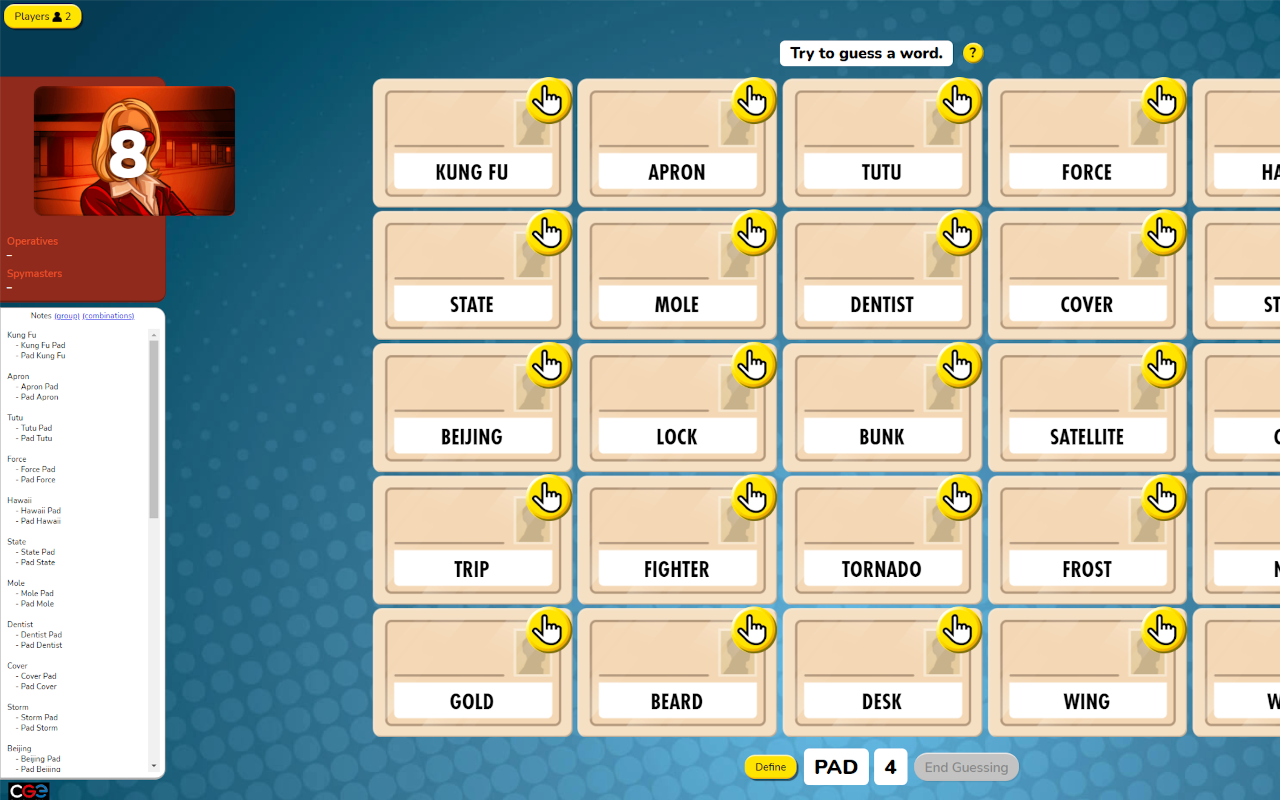 Players 2
Try to guess a word. ?
8
Operatives
–
Spymasters
–
Notes (group) (combinations)
Kung Fu
- Kung Fu Pad
- Pad Kung Fu
Apron
- Apron Pad
- Pad Apron
Tutu
- Tutu Pad
- Pad Tutu
Force
- Force Pad
- Pad Force
Hawaii
- Hawaii Pad
- Pad Hawaii
State
- State Pad
- Pad State
Mole
- Mole Pad
- Pad Mole
Dentist
- Dentist Pad
- Pad Dentist
Cover
- Cover Pad
- Pad Cover
Storm
- Storm Pad
- Pad Storm
Beijing
- Beijing Pad
- Pad Beijing
KUNG FU APRON TUTU FORCE HA
STATE MOLE DENTIST COVER ST
BEIJING LOCK BUNK SATELLITE
TRIP FIGHTER TORNADO FROST
GOLD BEARD DESK WING W
Define PAD 4 End Guessing
CGE